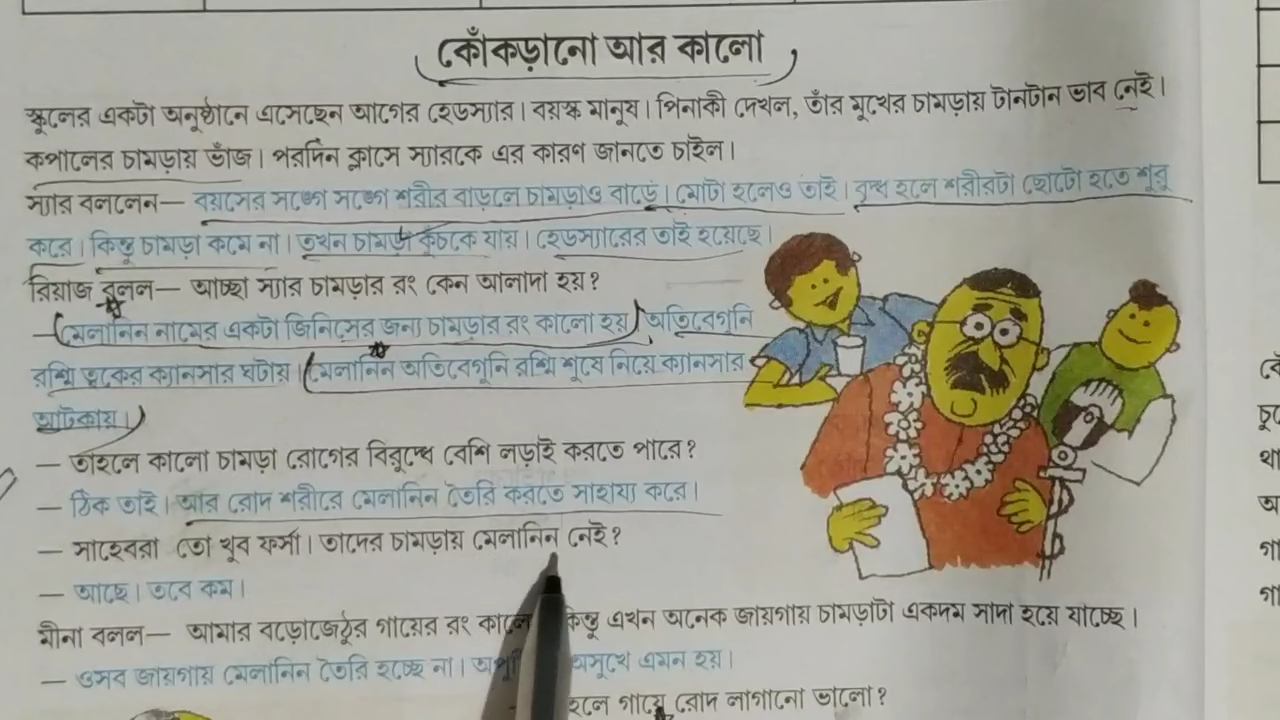 কোঁকড়ানো আর কালো
স্কুলের একটা অনুষ্ঠানে এসেছেন আগের হেডস্যার। বয়স্ক মানুষ। পিনাকী দেখল, তাঁর মুখের চামড়ায় টানটান ভাব নেই।
কপালের চামড়ায় ভাঁজ। পরদিন ক্লাসে স্যারকে এর কারণ জানতে চাইল।
স্যার বললেন— বয়সের সঙ্গে সঙ্গে শরীর বাড়লে চামড়াও বাড়ে। মোটা হলেও তাই। বৃদ্ধ হলে শরীরটা ছোটো হতে শুরু
করে। কিন্তু চামড়া কমে না। তখন চামড়া কুঁচকে যায়। হেডস্যারের তাই হয়েছে।
রিয়াজ বলল— আচ্ছা স্যার চামড়ার রং কেন আলাদা হয়?
— মেলানিন নামের একটা জিনিসের জন্য চামড়ার রং কালো হয়। অতিবেগুনি
রশ্মি ত্বকের ক্যানসার ঘটায়। মেলানিন অতিবেগুনি রশ্মি শুষে নিয়ে ক্যানসার
আটকায়।
— তাহলে কালো চামড়া রোগের বিরুদ্ধে বেশি লড়াই করতে পারে?
— ঠিক তাই। আর রোদ শরীরে মেলানিন তৈরি করতে সাহায্য করে।
— সাহেবরা তো খুব ফর্সা। তাদের চামড়ায় মেলানিন নেই?
— আছে। তবে কম।
মীনা বলল— আমার বড়োজেঠুর গায়ের রং কালো কিন্তু এখন অনেক জায়গায় চামড়াটা একদম সাদা হয়ে যাচ্ছে।
— ওসব জায়গায় মেলানিন তৈরি হচ্ছে না। অসুখে এমন হয়।
গায়ে রোদ লাগানো ভালো?